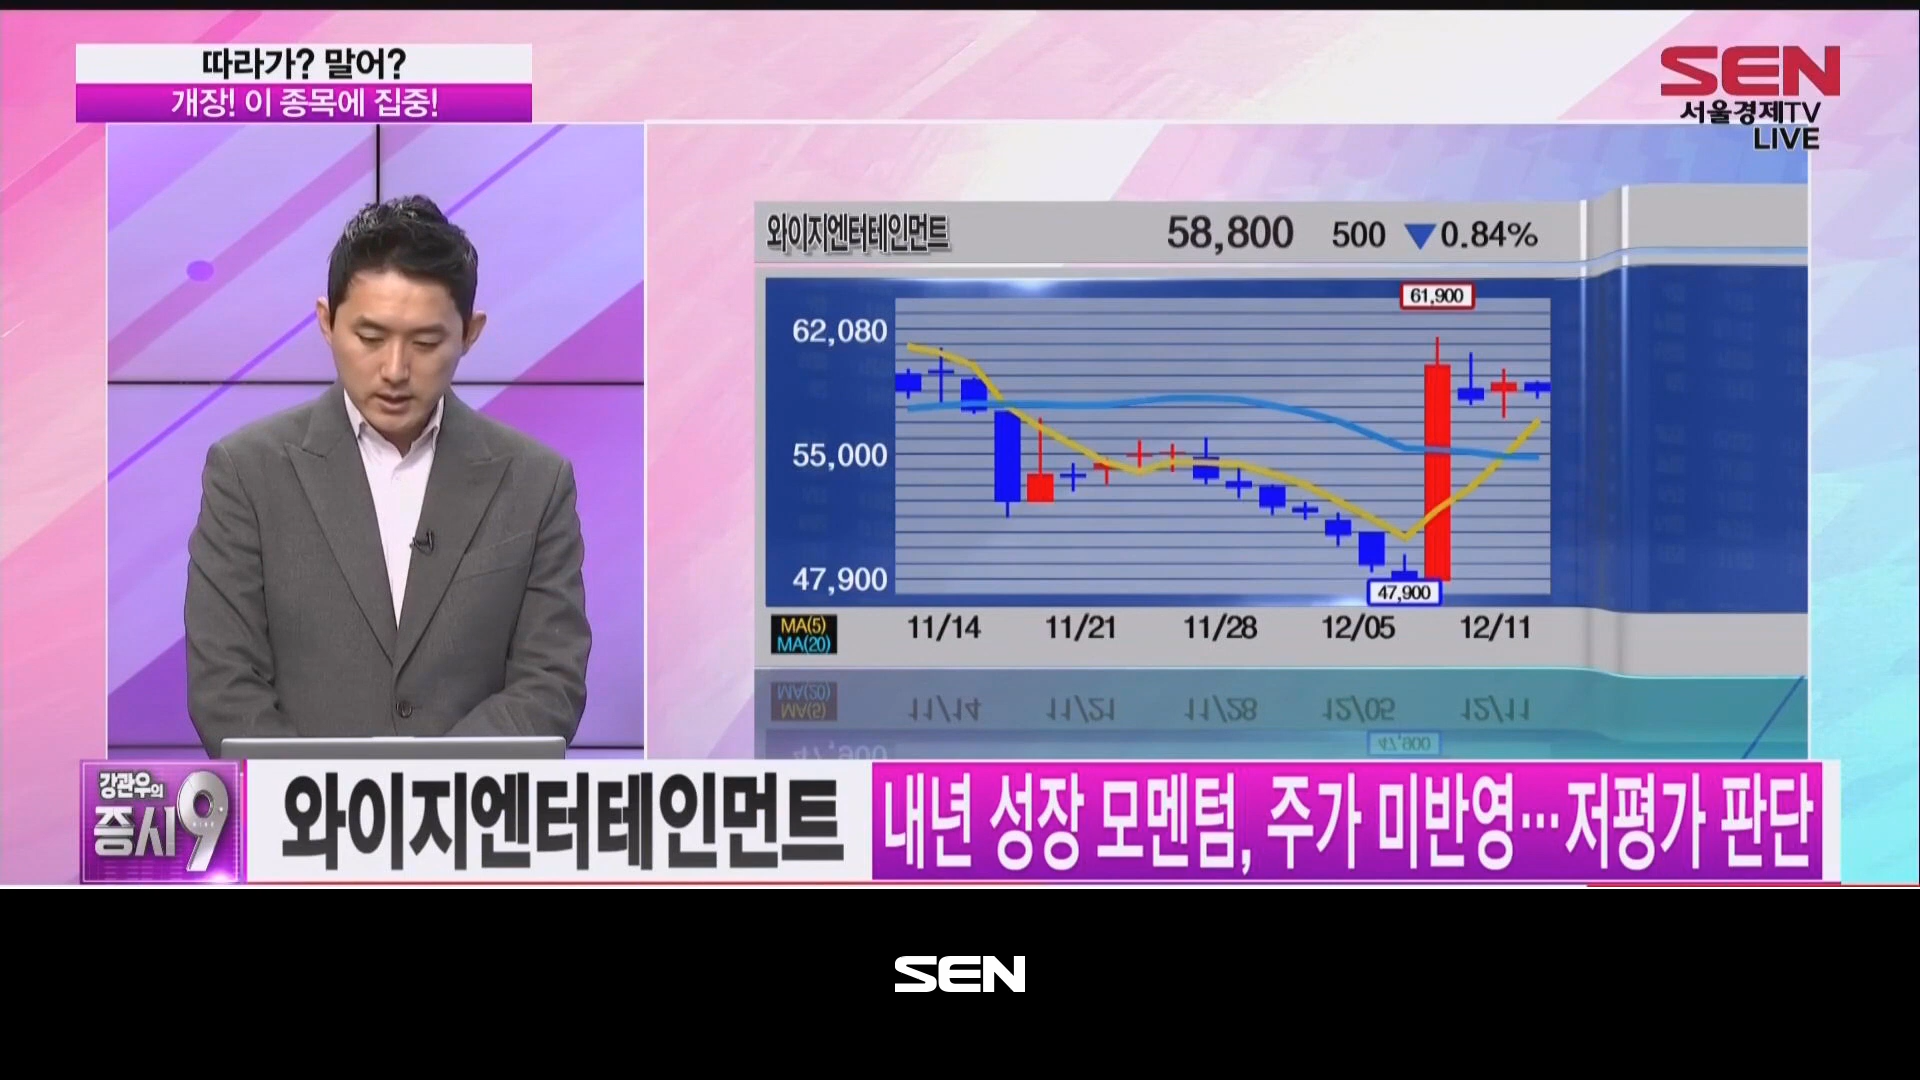 따라가? 말어?
개장! 이 종목에 집중!
SEN
서울경제TV
LIVE
와이지엔터테인먼트 58,800 500 ▼0.84%
61,900
62,080
55,000
47,900
47,900
MA(5)
MA(20)
11/14 11/21 11/28 12/05 12/11
강관우의
증시9
와이지엔터테인먼트 내년 성장 모멘텀, 주가 미반영…저평가 판단
SEN